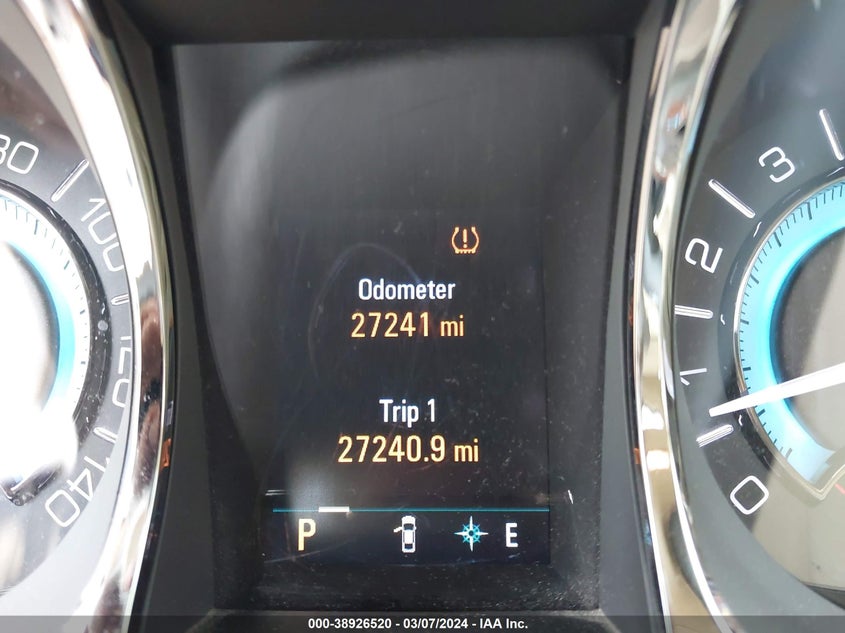 80
100
120
140
Odometer
27241 mi
Trip 1
27240.9 mi
P
E
3
2
1
0
000-38926520 - 03/07/2024 - IAA Inc.